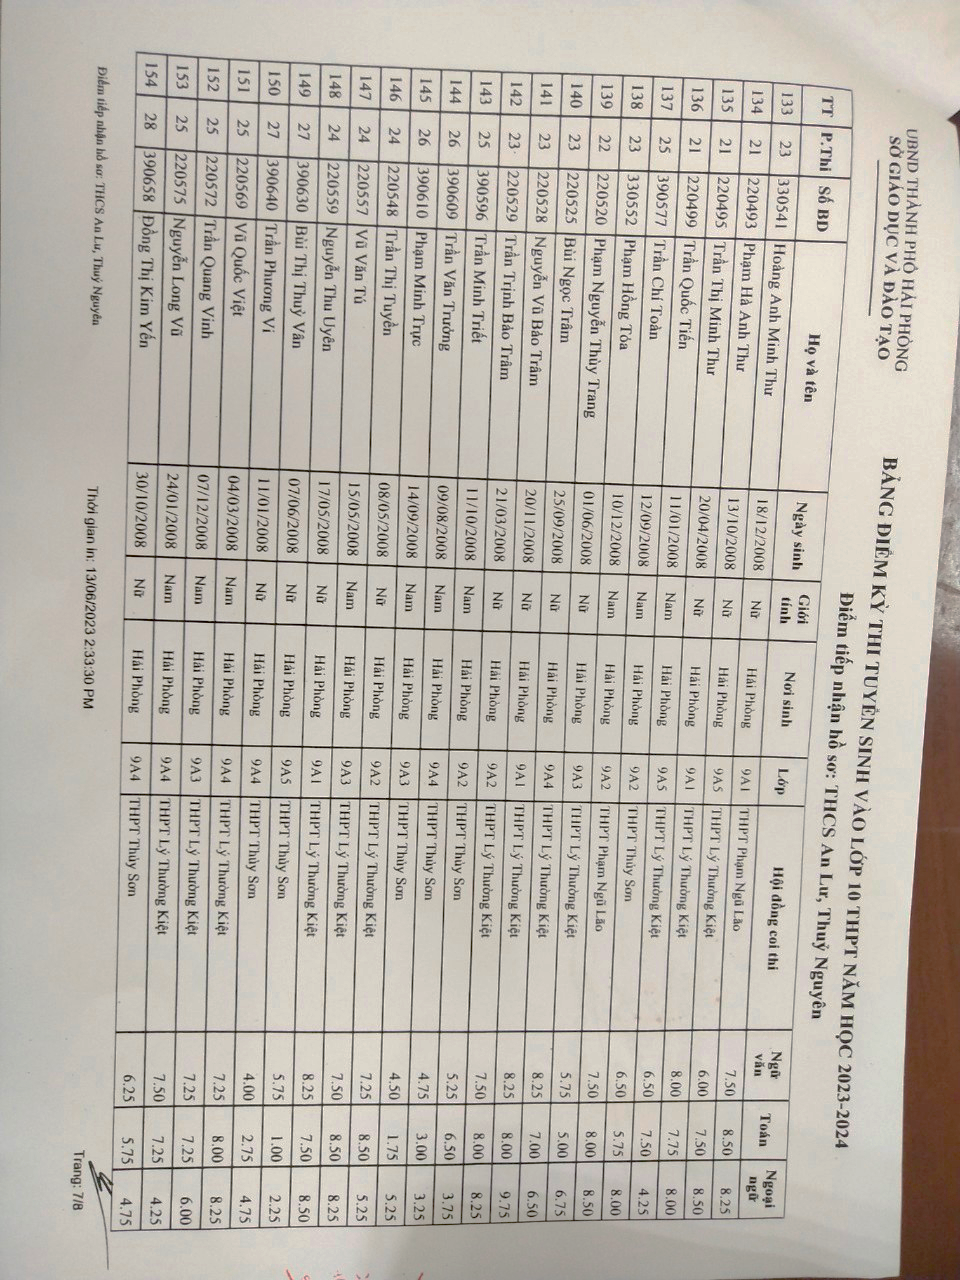 UBND THÀNH PHỐ HẢI PHÒNG
SỞ GIÁO DỤC VÀ ĐÀO TẠO
BẢNG ĐIỂM KỲ THI TUYỂN SINH VÀO LỚP 10 THPT NĂM HỌC 2023-2024
Điểm tiếp nhận hồ sơ: THCS An Lư, Thuỷ Nguyên
TT P.Thi Số BD Họ và tên Ngày sinh Giới tính Nơi sinh Lớp Hội đồng coi thi Ngữ văn Toán Ngoại ngữ
133 23 330541 Hoàng Anh Minh Thư 18/12/2008 Nữ Hải Phòng 9A1 THPT Phạm Ngũ Lão 7.50 8.50 8.25
134 21 220493 Phạm Hà Anh Thư 13/10/2008 Nữ Hải Phòng 9A5 THPT Lý Thường Kiệt 6.00 7.50 8.50
135 21 220495 Trần Thị Minh Thư 20/04/2008 Nữ Hải Phòng 9A1 THPT Lý Thường Kiệt 8.00 7.75 8.00
136 21 220499 Trần Quốc Tiến 11/01/2008 Nam Hải Phòng 9A5 THPT Lý Thường Kiệt 6.50 7.50 4.25
137 25 390577 Trần Chí Toàn 12/09/2008 Nữ Hải Phòng 9A2 THPT Thủy Sơn 6.50 5.75 8.00
138 23 330552 Phạm Hồng Tỏa 10/12/2008 Nam Hải Phòng 9A2 THPT Phạm Ngũ Lão 7.50 8.00 8.50
139 22 220520 Phạm Nguyễn Thùy Trang 01/06/2008 Nữ Hải Phòng 9A3 THPT Lý Thường Kiệt 5.75 5.00 6.75
140 23 220525 Bùi Ngọc Trâm 25/09/2008 Nữ Hải Phòng 9A4 THPT Lý Thường Kiệt 8.25 7.00 6.50
141 23 220528 Nguyễn Vũ Bảo Trâm 20/11/2008 Nữ Hải Phòng 9A1 THPT Lý Thường Kiệt 8.25 8.00 9.75
142 23 220529 Trần Trịnh Bảo Trâm 21/03/2008 Nữ Hải Phòng 9A2 THPT Lý Thường Kiệt 7.50 8.00 8.25
143 25 390596 Trần Minh Triết 11/10/2008 Nam Hải Phòng 9A2 THPT Thủy Sơn 5.25 6.50 3.75
144 26 390609 Trần Văn Trường 09/08/2008 Nam Hải Phòng 9A4 THPT Thủy Sơn 4.75 3.00 3.25
145 26 390610 Phạm Minh Trực 14/09/2008 Nam Hải Phòng 9A3 THPT Thủy Sơn 4.50 1.75 5.25
146 24 220548 Trần Thị Tuyền 08/05/2008 Nữ Hải Phòng 9A2 THPT Lý Thường Kiệt 7.25 8.50 5.25
147 24 220557 Vũ Văn Tú 15/05/2008 Nam Hải Phòng 9A3 THPT Lý Thường Kiệt 7.50 8.50 8.25
148 24 220559 Nguyễn Thu Uyên 17/05/2008 Nữ Hải Phòng 9A1 THPT Lý Thường Kiệt 8.25 7.50 8.50
149 27 390630 Bùi Thị Thuỳ Vân 07/06/2008 Nữ Hải Phòng 9A5 THPT Thủy Sơn 5.75 1.00 2.25
150 27 390640 Trần Phương Vi 11/01/2008 Nữ Hải Phòng 9A4 THPT Thủy Sơn 4.00 2.75 4.75
151 25 220569 Vũ Quốc Việt 04/03/2008 Nam Hải Phòng 9A4 THPT Lý Thường Kiệt 7.25 8.00 8.25
152 25 220572 Trần Quang Vinh 07/12/2008 Nam Hải Phòng 9A3 THPT Lý Thường Kiệt 7.25 7.25 6.00
153 25 220575 Nguyễn Long Vũ 24/01/2008 Nam Hải Phòng 9A4 THPT Lý Thường Kiệt 7.50 7.25 4.25
154 28 390658 Đồng Thị Kim Yến 30/10/2008 Nữ Hải Phòng 9A4 THPT Thủy Sơn 6.25 5.75 4.75
Điểm tiếp nhận hồ sơ: THCS An Lư, Thuỷ Nguyên Thời gian in: 13/06/2023 2:33:30 PM Trang: 7/8